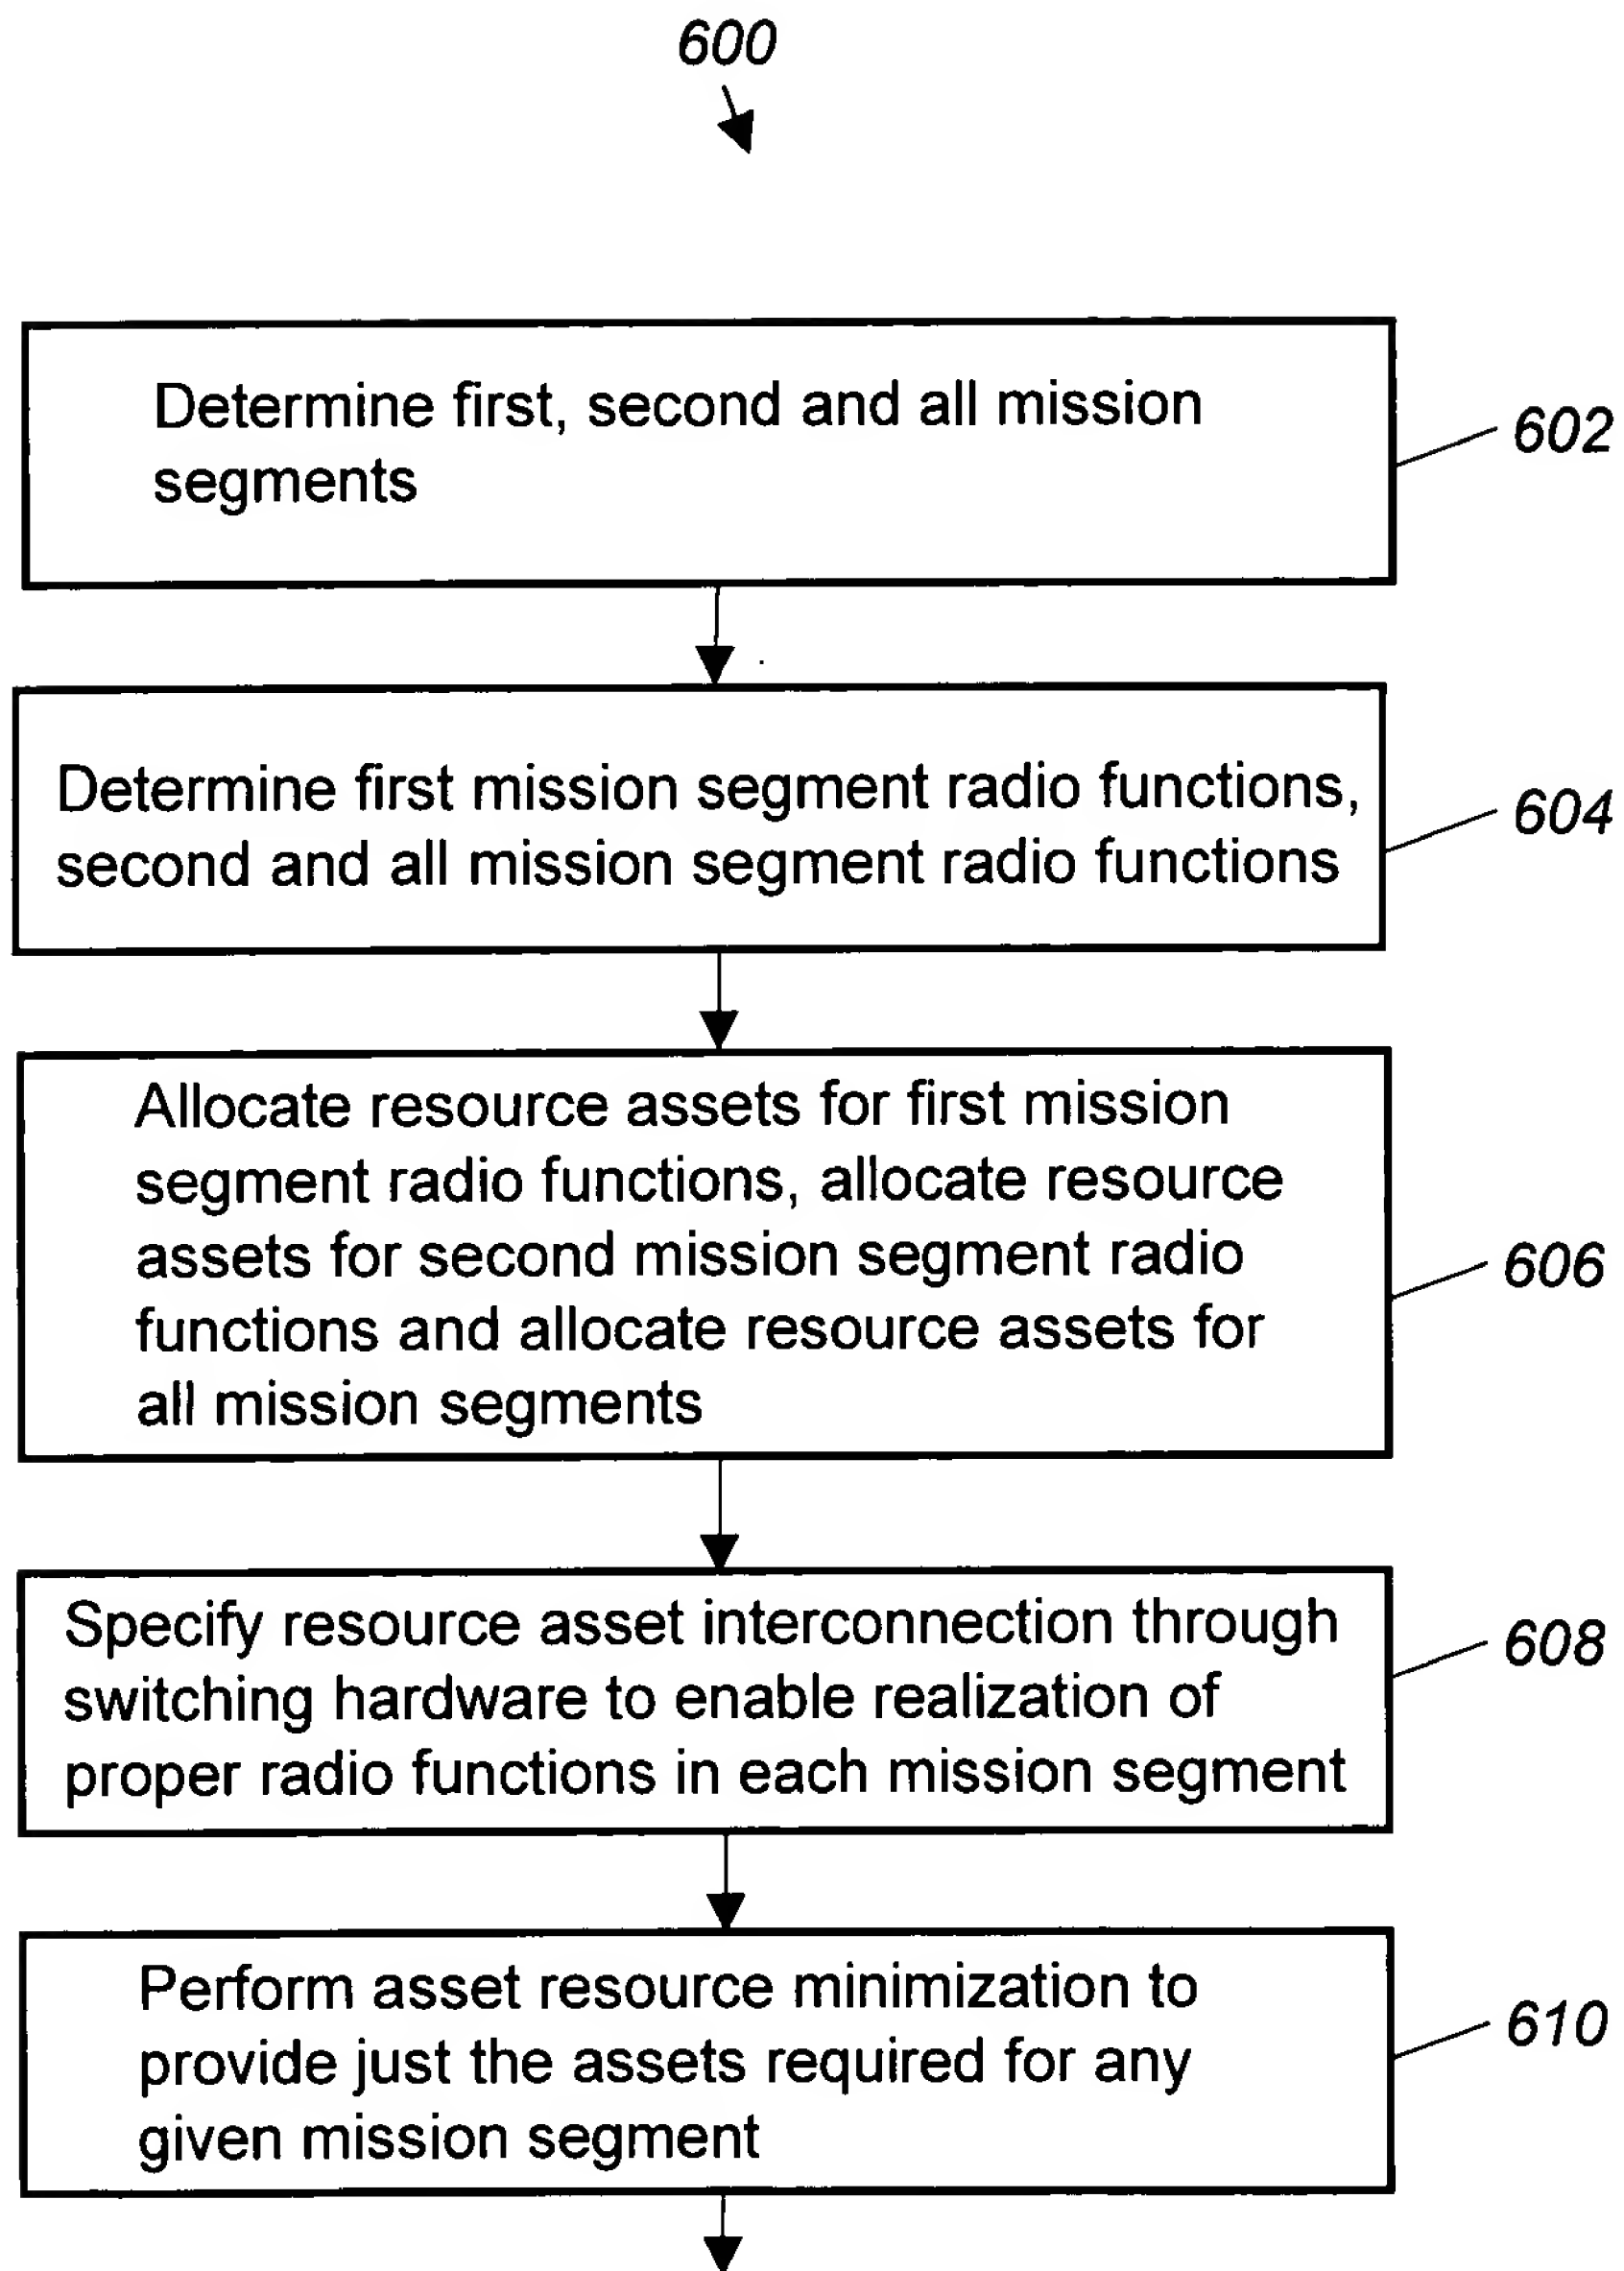 600
Determine first, second and all mission
segments
602
Determine first mission segment radio functions,
second and all mission segment radio functions
604
Allocate resource assets for first mission
segment radio functions, allocate resource
assets for second mission segment radio
functions and allocate resource assets for
all mission segments
606
Specify resource asset interconnection through
switching hardware to enable realization of
proper radio functions in each mission segment
608
Perform asset resource minimization to
provide just the assets required for any
given mission segment
610